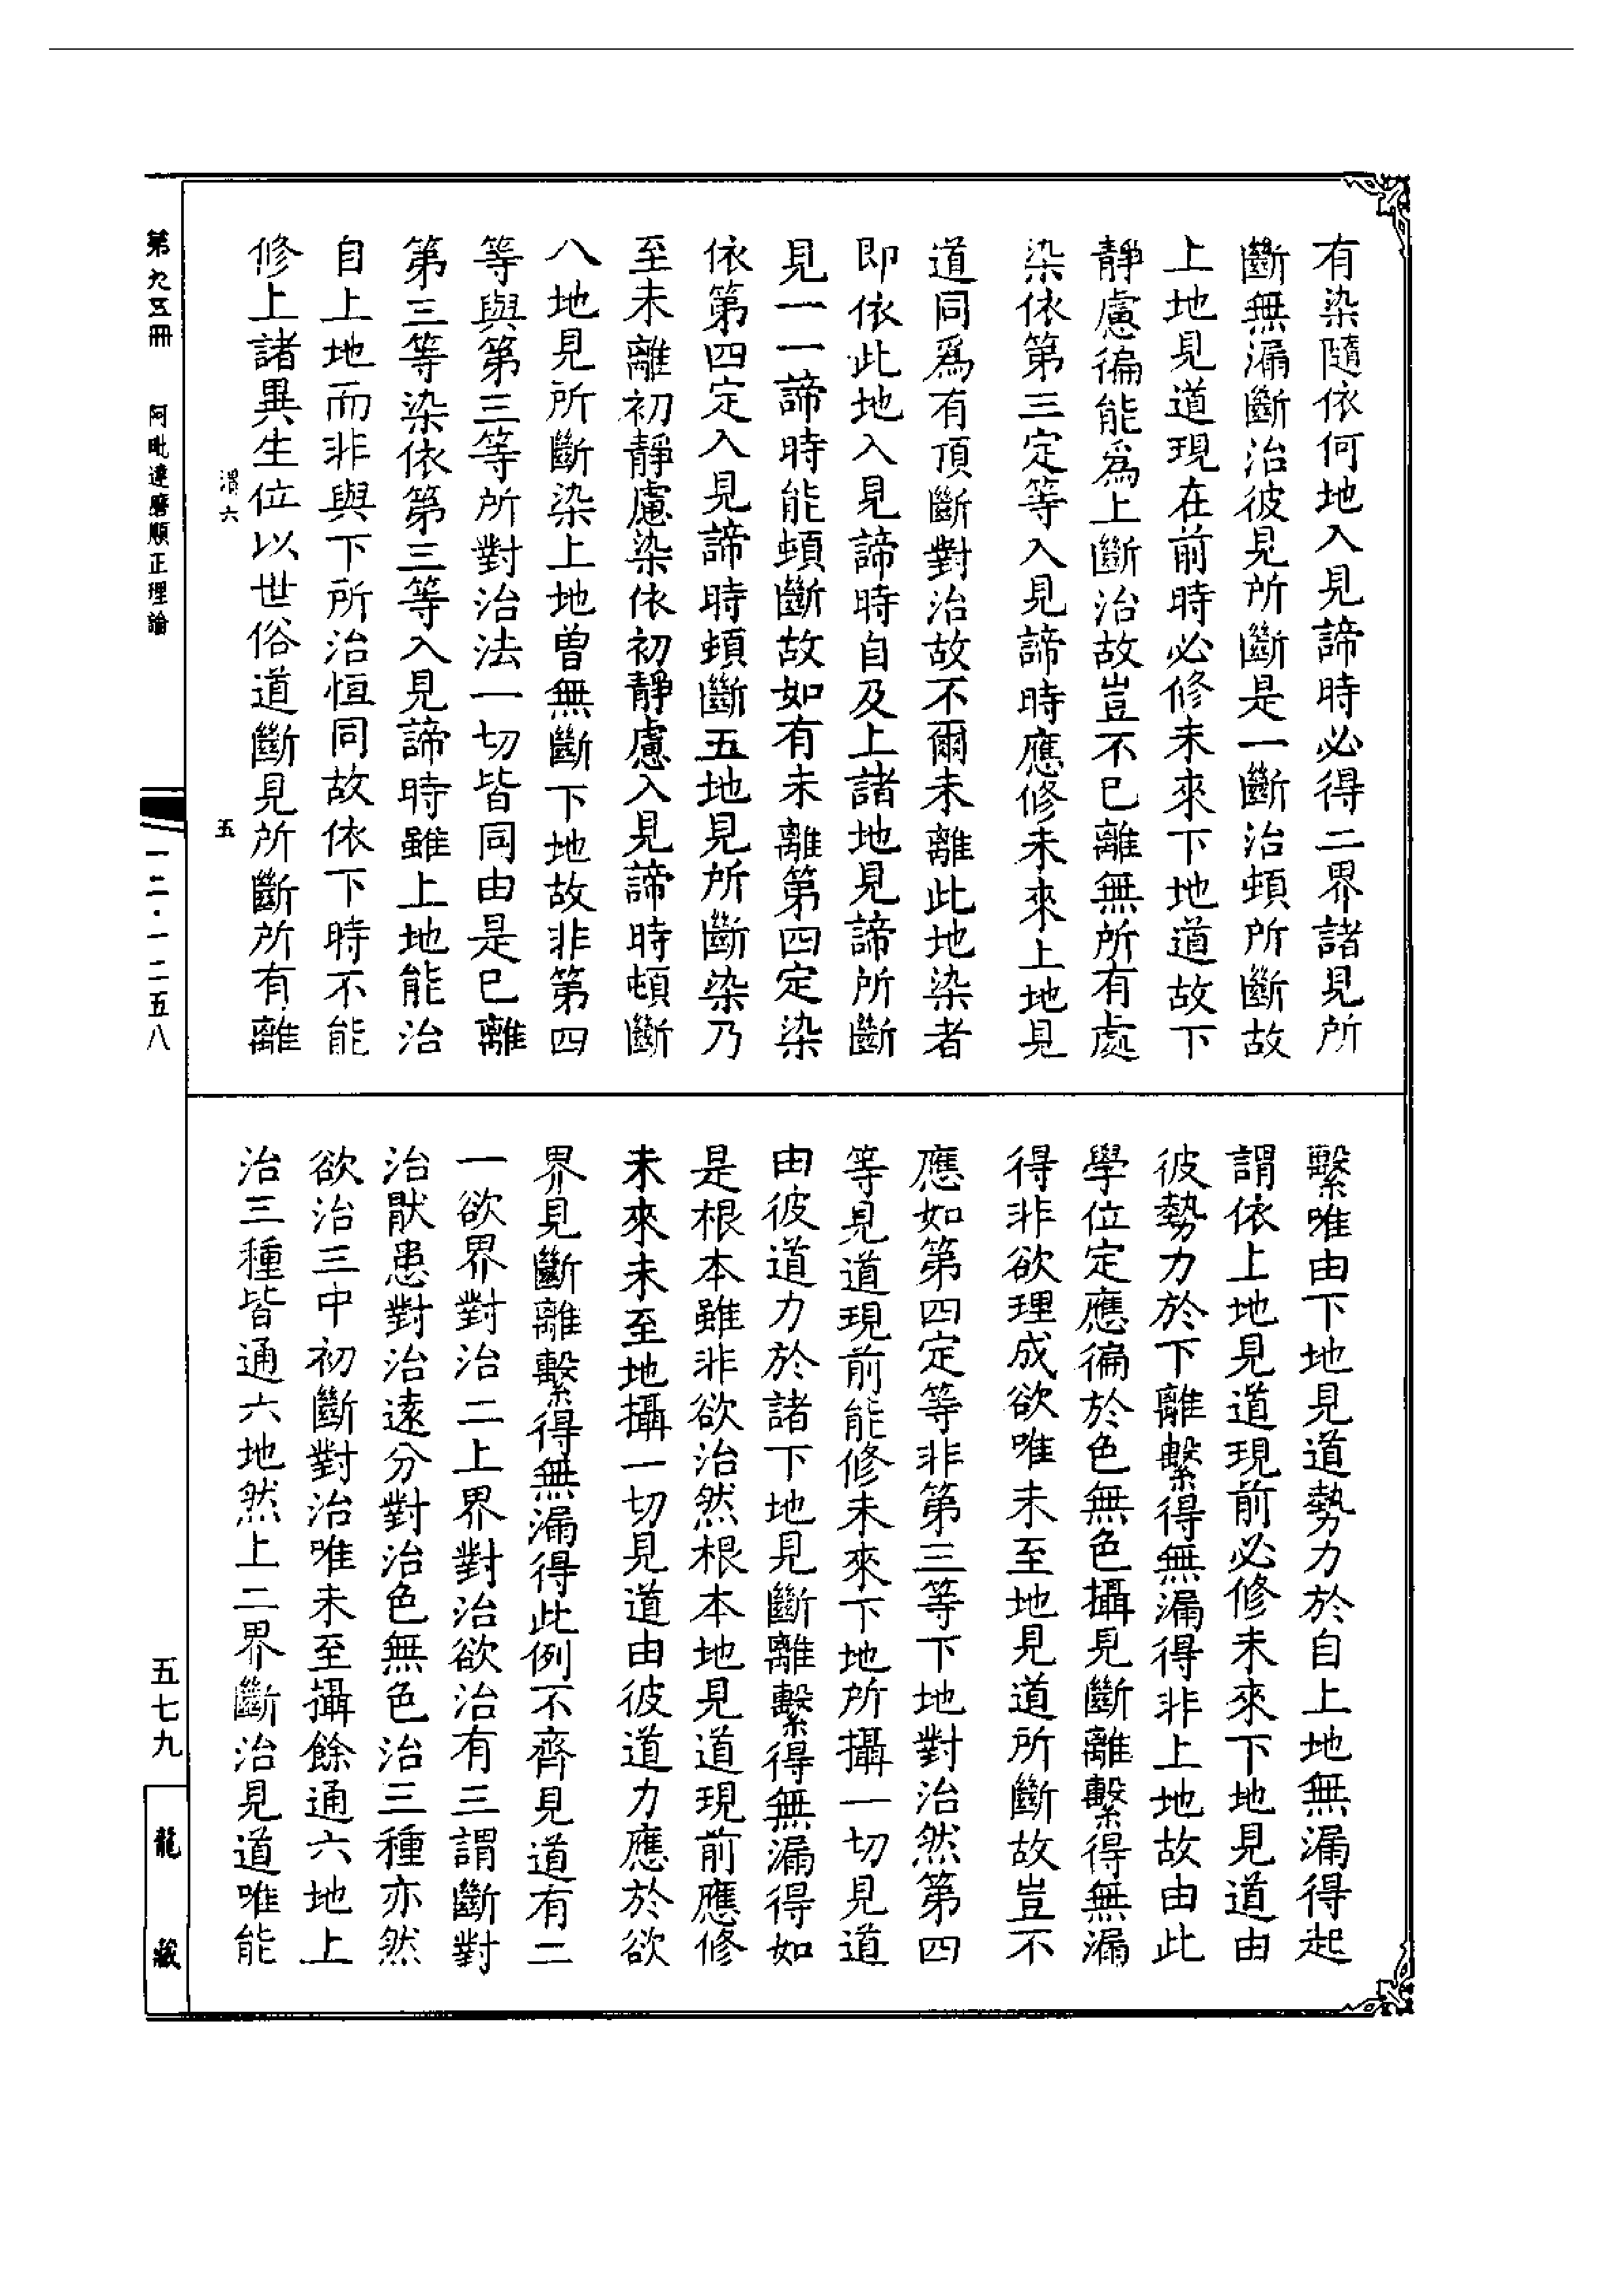 有染隨依何地入見諦時必得二界諸見所
斷無漏斷治彼見所斷是一斷治頓所斷故
上地見道現在前時必修未來下地道故下
靜慮徧能爲上斷治故豈不已離無所有處
染依第三定等入見諦時應修未來上地見
道同爲有頂斷對治故不爾未離此地染者
即依此地入見諦時自及上諸地見諦所斷
見一一諦時能頓斷故如有未離第四定染
依第四定入見諦時頓斷五地見所斷染乃
至未離初靜慮染依初靜慮入見諦時頓斷
八地見所斷染上地曾無斷下地故非第四
等與第三等所對治法一切皆同由是已離
第三等染依第三等入見諦時雖上地能治
自上地而非與下所治恒同故依下時不能
修上諸異生位以世俗道斷見所斷所有離
繫唯由下地見道勢力於自上地無漏得起
謂依上地見道現前必修未來下地見道由
彼勢力於下離繫得無漏得非上地故由此
學位定應徧於色無色攝見斷離繫得無漏
得非欲理成欲唯未至地見道所斷故豈不
應如第四定等非第三等下地對治然第四
等見道現前能修未來下地所攝一切見道
由彼道力於諸下地見斷離繫得無漏得如
是根本雖非欲治然根本地見道現前應修
未來未至地攝一切見道由彼道力應於欲
界見斷離繫得無漏得此例不齊見道有二
一欲界對治二上界對治欲治有三謂斷對
治猒患對治遠分對治色無色治三種亦然
欲治三中初斷對治唯未至攝餘通六地上
治三種皆通六地然上二界斷治見道唯能
渭六
五
第九五冊
阿毗達磨順正理論
一二·一二五八
五七九
龍藏